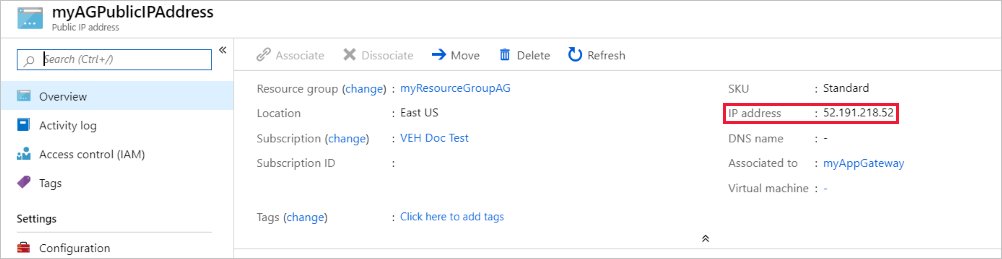 myAGPublicIPAddress
Public IP address
Search (Ctrl+/)
«
Overview
Activity log
Access control (IAM)
Tags
Settings
Configuration
Associate Dissociate Move Delete Refresh
Resource group (change) : myResourceGroupAG
Location : East US
Subscription (change) : VEH Doc Test
Subscription ID :
Tags (change) : Click here to add tags
SKU : Standard
IP address : 52.191.218.52
DNS name : -
Associated to : myAppGateway
Virtual machine : -